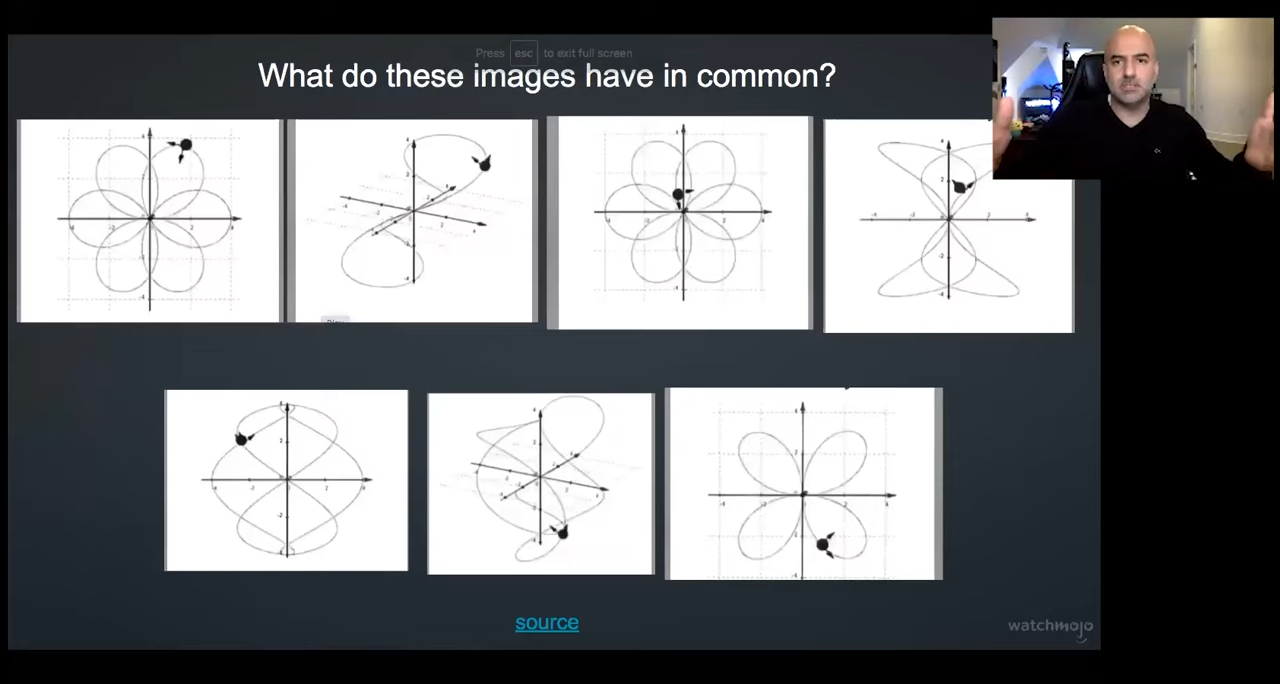 Press esc to exit full screen
What do these images have in common?
source
watchmojo